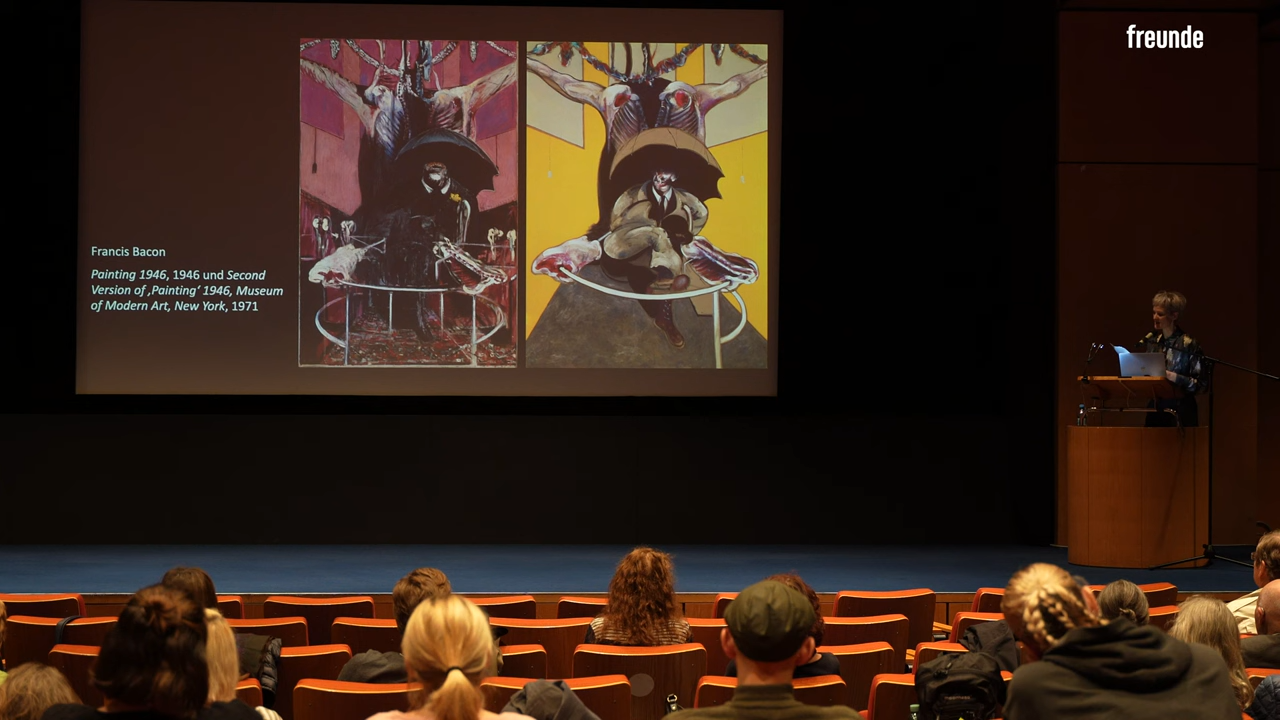 freunde
Francis Bacon
Painting 1946, 1946 und Second
Version of ‚Painting‘ 1946, Museum
of Modern Art, New York, 1971